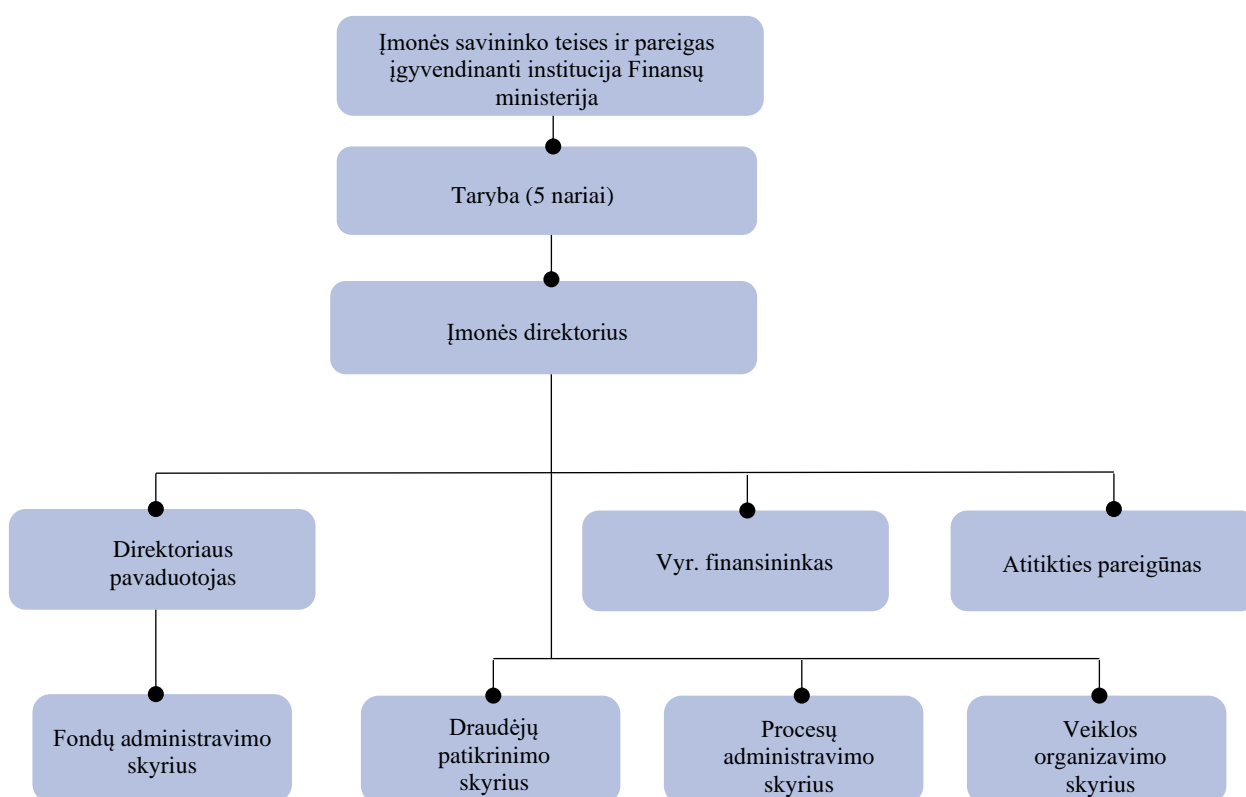 Įmonės savininko teises ir pareigas
įgyvendinanti institucija Finansų
ministerija
Taryba (5 nariai)
Įmonės direktorius
Direktoriaus
pavaduotojas
Vyr. finansininkas
Atitikties pareigūnas
Fondų administravimo
skyrius
Draudėjų
patikrinimo
skyrius
Procesų
administravimo
skyrius
Veiklos
organizavimo
skyrius